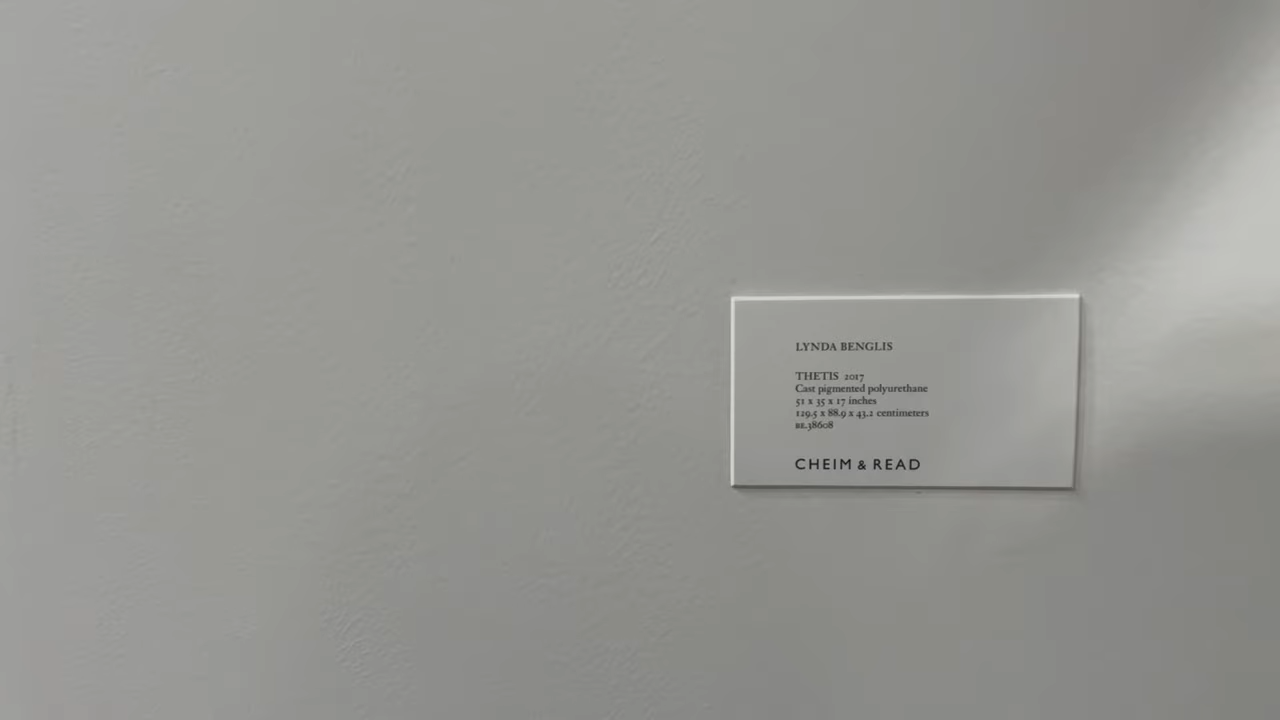 LYNDA BENGLIS
THETIS 2017
Cast pigmented polyurethane
51 x 35 x 17 inches
129.5 x 88.9 x 43.2 centimeters
BE.38608
CHEIM & READ